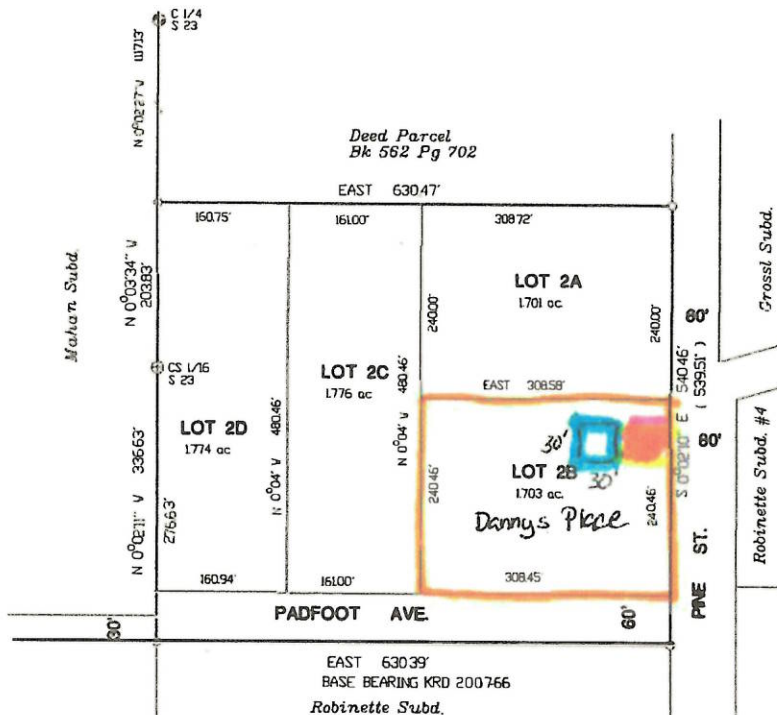 C 1/4
S 23
N 0°02'27" W 1117.13'
Deed Parcel
Bk 562 Pg 702
EAST 630.47'
160.75'
161.00'
308.72'
Mahan Subd.
N 0°03'34" W
203.83'
Grossl Subd.
LOT 2A
1.701 ac.
240.00'
240.00'
60'
CS 1/16
S 23
LOT 2C
1.776 ac
N 0°04' W 480.46'
EAST 308.58'
S 0°02'10" E 540.46'
( 539.51' )
LOT 2D
1.774 ac
N 0°04' W 480.46'
30'
60'
LOT 2B
30'
1.703 ac.
Dannys Place
240.46'
240.46'
N 0°02'11" W 336.63'
276.63'
Robinette Subd. #4
160.94'
161.00'
308.45'
PADFOOT AVE.
30'
60'
PINE ST.
EAST 630.39'
BASE BEARING KRD 2007-66
Robinette Subd.